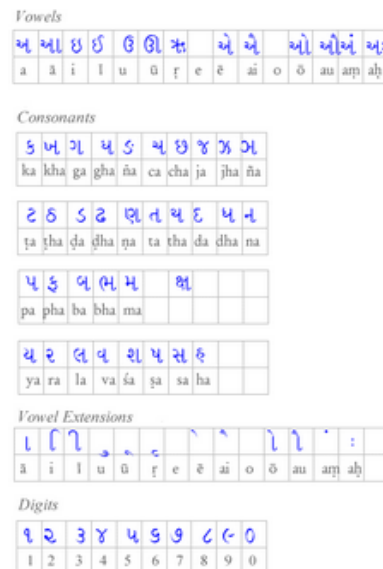 Vowels
અ આ ઇ ઈ ઉ ઊ ઋ એ ઐ ઓ ઔ અં અઃ
a ā i ī u ū ṛ e ē ai o ō au aṃ aḥ
Consonants
ક ખ ગ ઘ ઙ ચ છ જ ઝ ઞ
ka kha ga gha ña ca cha ja jha ña
ટ ઠ ડ ઢ ણ ત થ દ ધ ન
ṭa ṭha ḍa ḍha ṇa ta tha da dha na
પ ફ બ ભ મ ક્ષ
pa pha ba bha ma
ય ર લ વ શ ષ સ હ
ya ra la va śa ṣa sa ha
Vowel Extensions
ા િ ી ુ ૂ ૃ ે ૈ ો ૌ ં ઃ
ā i ī u ū ṛ e ē ai o ō au aṃ aḥ
Digits
૧ ૨ ૩ ૪ ૫ ૬ ૭ ૮ ૯ ૦
1 2 3 4 5 6 7 8 9 0